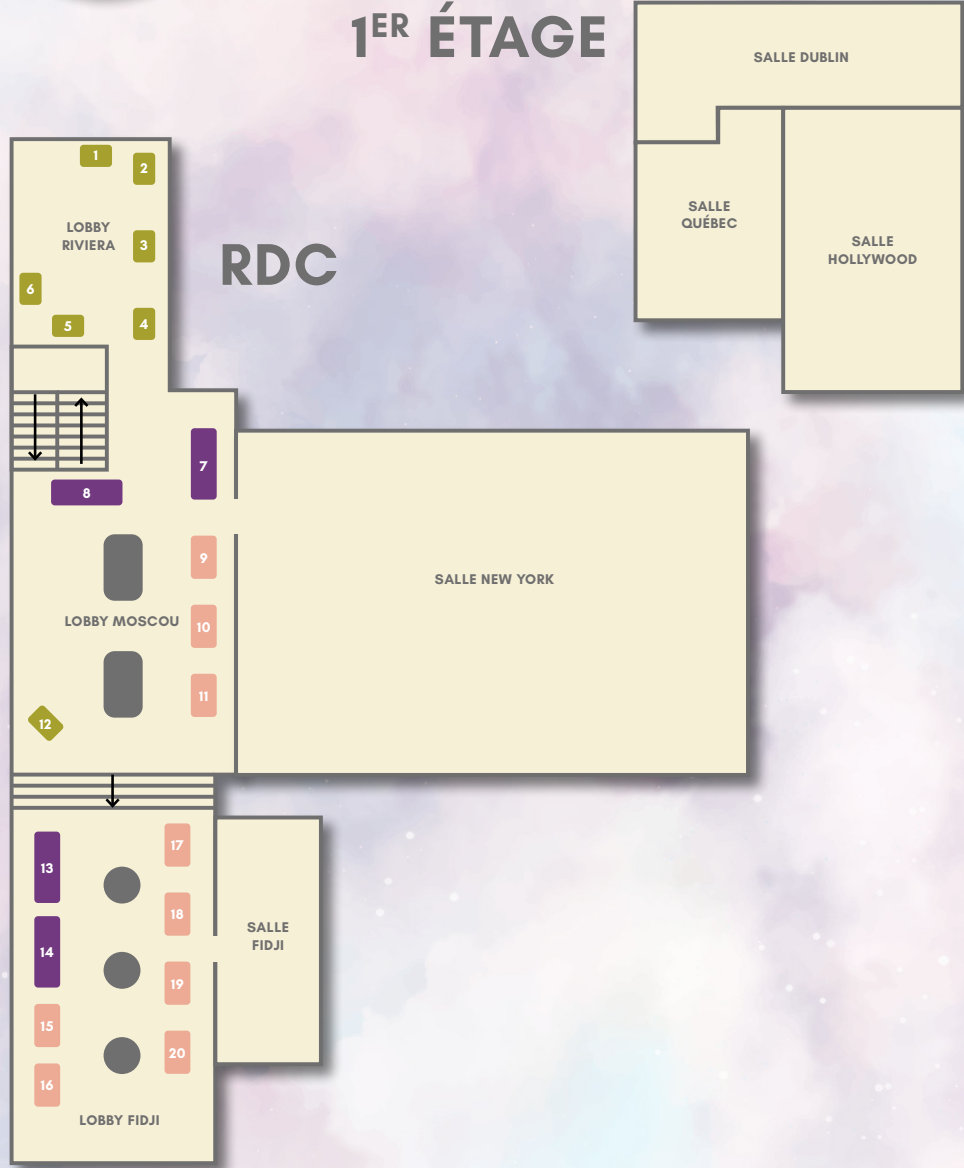 1ER ÉTAGE
SALLE DUBLIN
SALLE
QUÉBEC
SALLE
HOLLYWOOD
RDC
1
2
LOBBY
RIVIERA
3
6
5
4
7
8
9
SALLE NEW YORK
LOBBY MOSCOU
10
11
12
13
17
18
14
SALLE
FIDJI
19
15
20
16
LOBBY FIDJI